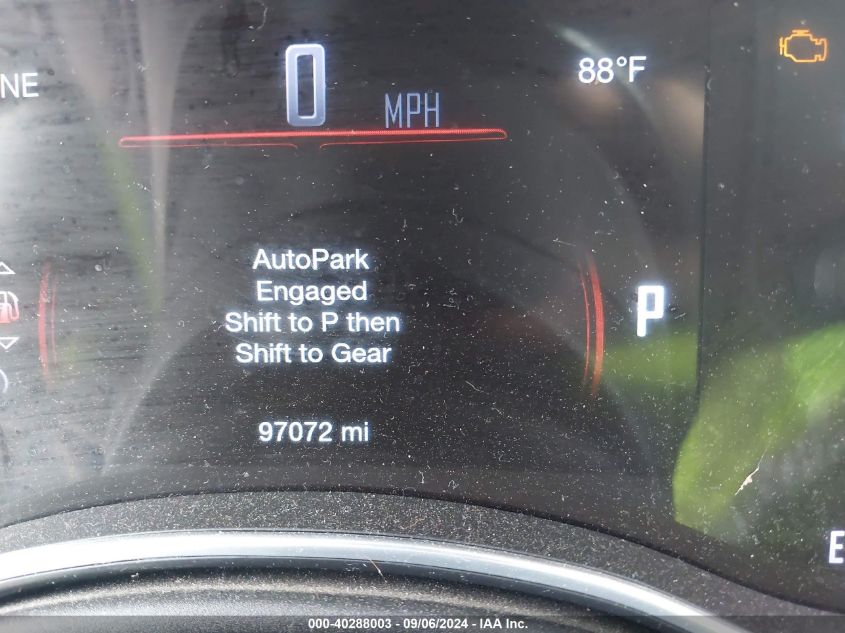 NE
0 MPH
88°F
AutoPark
Engaged
Shift to P then
Shift to Gear
P
97072 mi
E
000-40288003 - 09/06/2024 - IAA Inc.